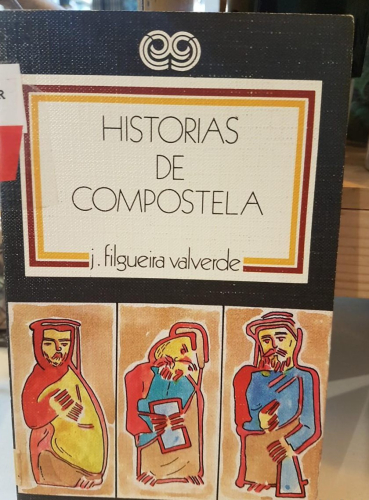 R
HISTORIAS
DE
COMPOSTELA
j. filgueira valverde